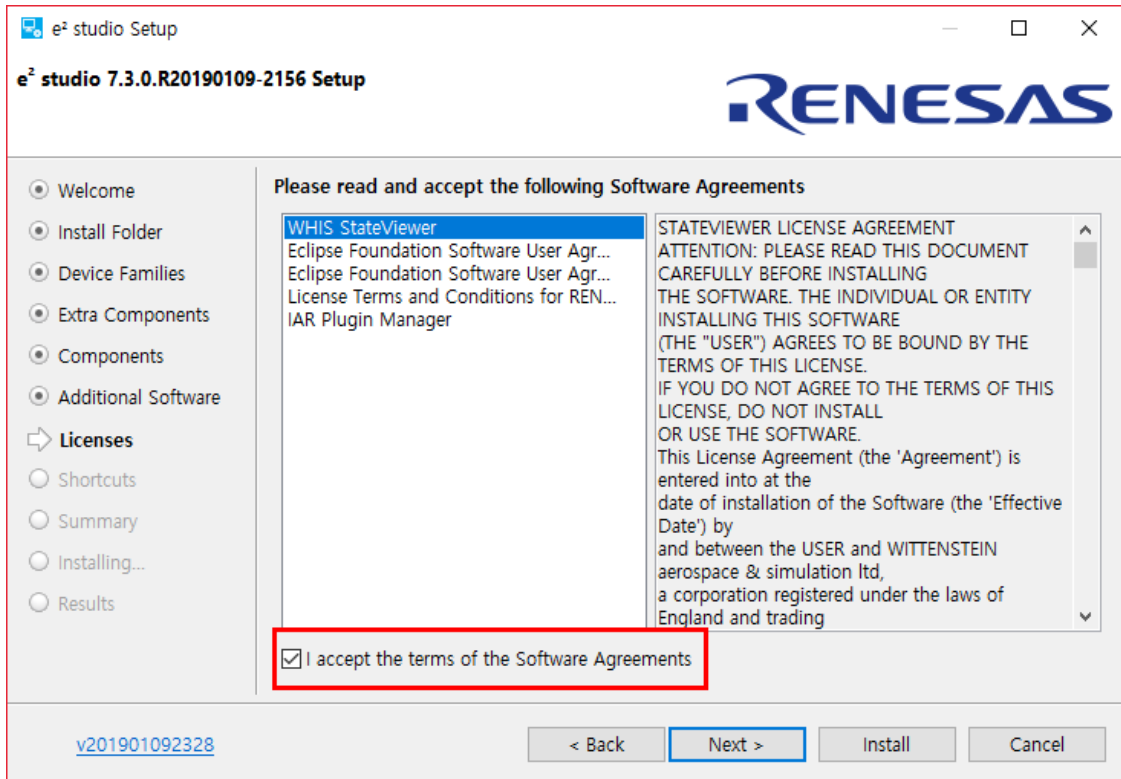 e² studio Setup
e² studio 7.3.0.R20190109-2156 Setup
RENESAS
Welcome
Install Folder
Device Families
Extra Components
Components
Additional Software
Licenses
Shortcuts
Summary
Installing...
Results
Please read and accept the following Software Agreements
WHIS StateViewer
Eclipse Foundation Software User Agr...
Eclipse Foundation Software User Agr...
License Terms and Conditions for REN...
IAR Plugin Manager
STATEVIEWER LICENSE AGREEMENT
ATTENTION: PLEASE READ THIS DOCUMENT
CAREFULLY BEFORE INSTALLING
THE SOFTWARE. THE INDIVIDUAL OR ENTITY
INSTALLING THIS SOFTWARE
(THE "USER") AGREES TO BE BOUND BY THE
TERMS OF THIS LICENSE.
IF YOU DO NOT AGREE TO THE TERMS OF THIS
LICENSE, DO NOT INSTALL
OR USE THE SOFTWARE.
This License Agreement (the 'Agreement') is
entered into at the
date of installation of the Software (the 'Effective
Date') by
and between the USER and WITTENSTEIN
aerospace & simulation ltd,
a corporation registered under the laws of
England and trading
I accept the terms of the Software Agreements
v201901092328
< Back
Next >
Install
Cancel